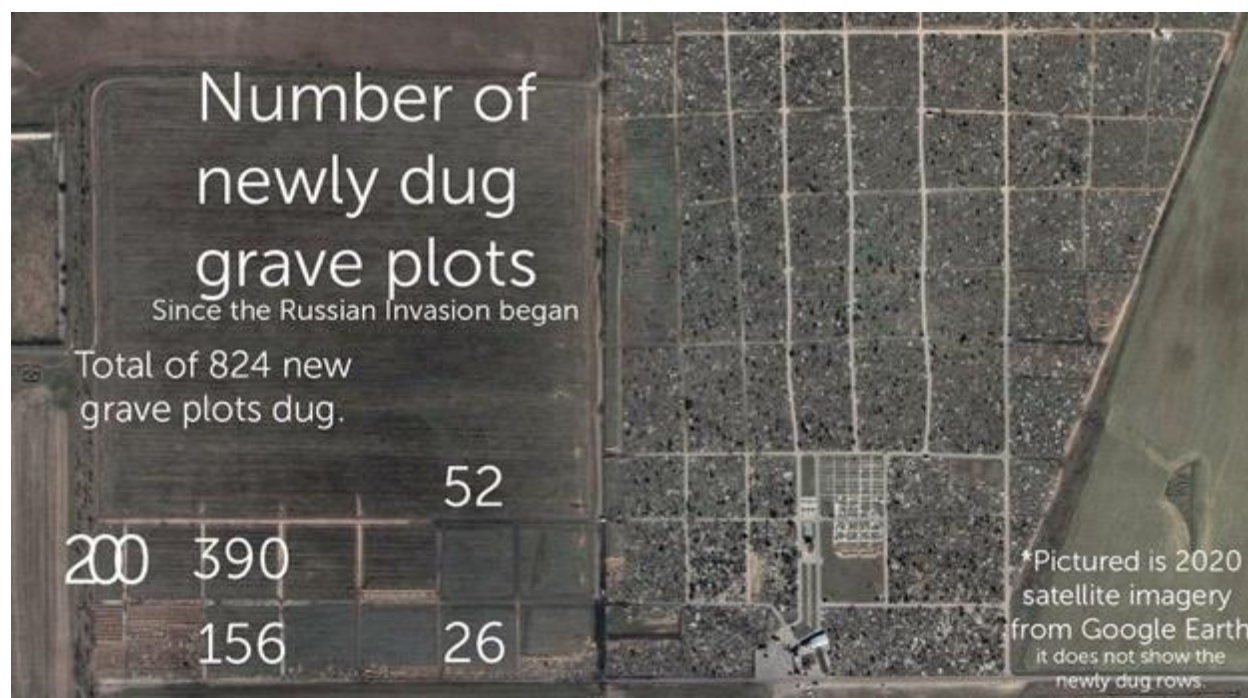 Number of
newly dug
grave plots
Since the Russian Invasion began
Total of 824 new
grave plots dug.
52
200 390
156 26
*Pictured is 2020
satellite imagery
from Google Earth
it does not show the
newly dug rows.